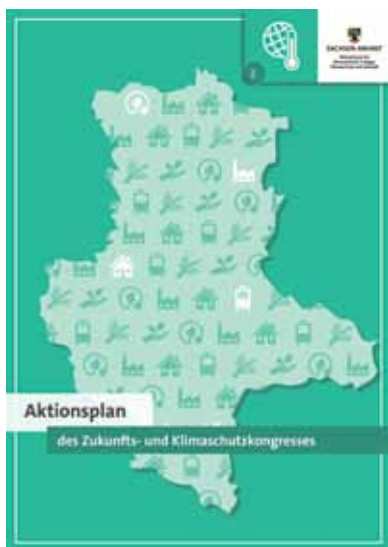 SACHSEN-ANHALT
Aktionsplan
des Zukunfts- und Klimaschutzkongresses